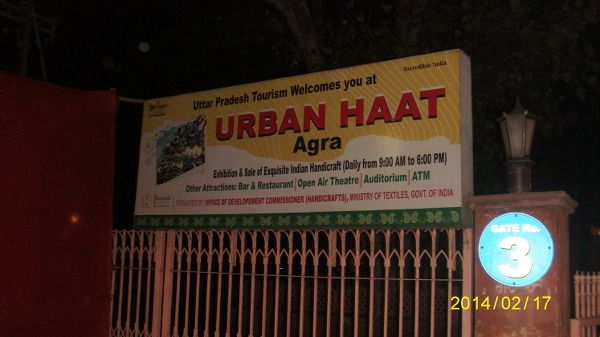 Incredible India
Uttar Pradesh Tourism Welcomes you at
URBAN HAAT
Agra
Exhibition & Sale of Exquisite Indian Handicraft (Daily from 9:00 AM to 6:00 PM)
Other Attractions: Bar & Restaurant | Open Air Theatre | Auditorium | ATM
SPONSORED BY: OFFICE OF DEVELOPEMENT COMMISSIONER (HANDICRAFTS), MINISTRY OF TEXTILES, GOVT. OF INDIA
GATE No.
3
2014/02/17